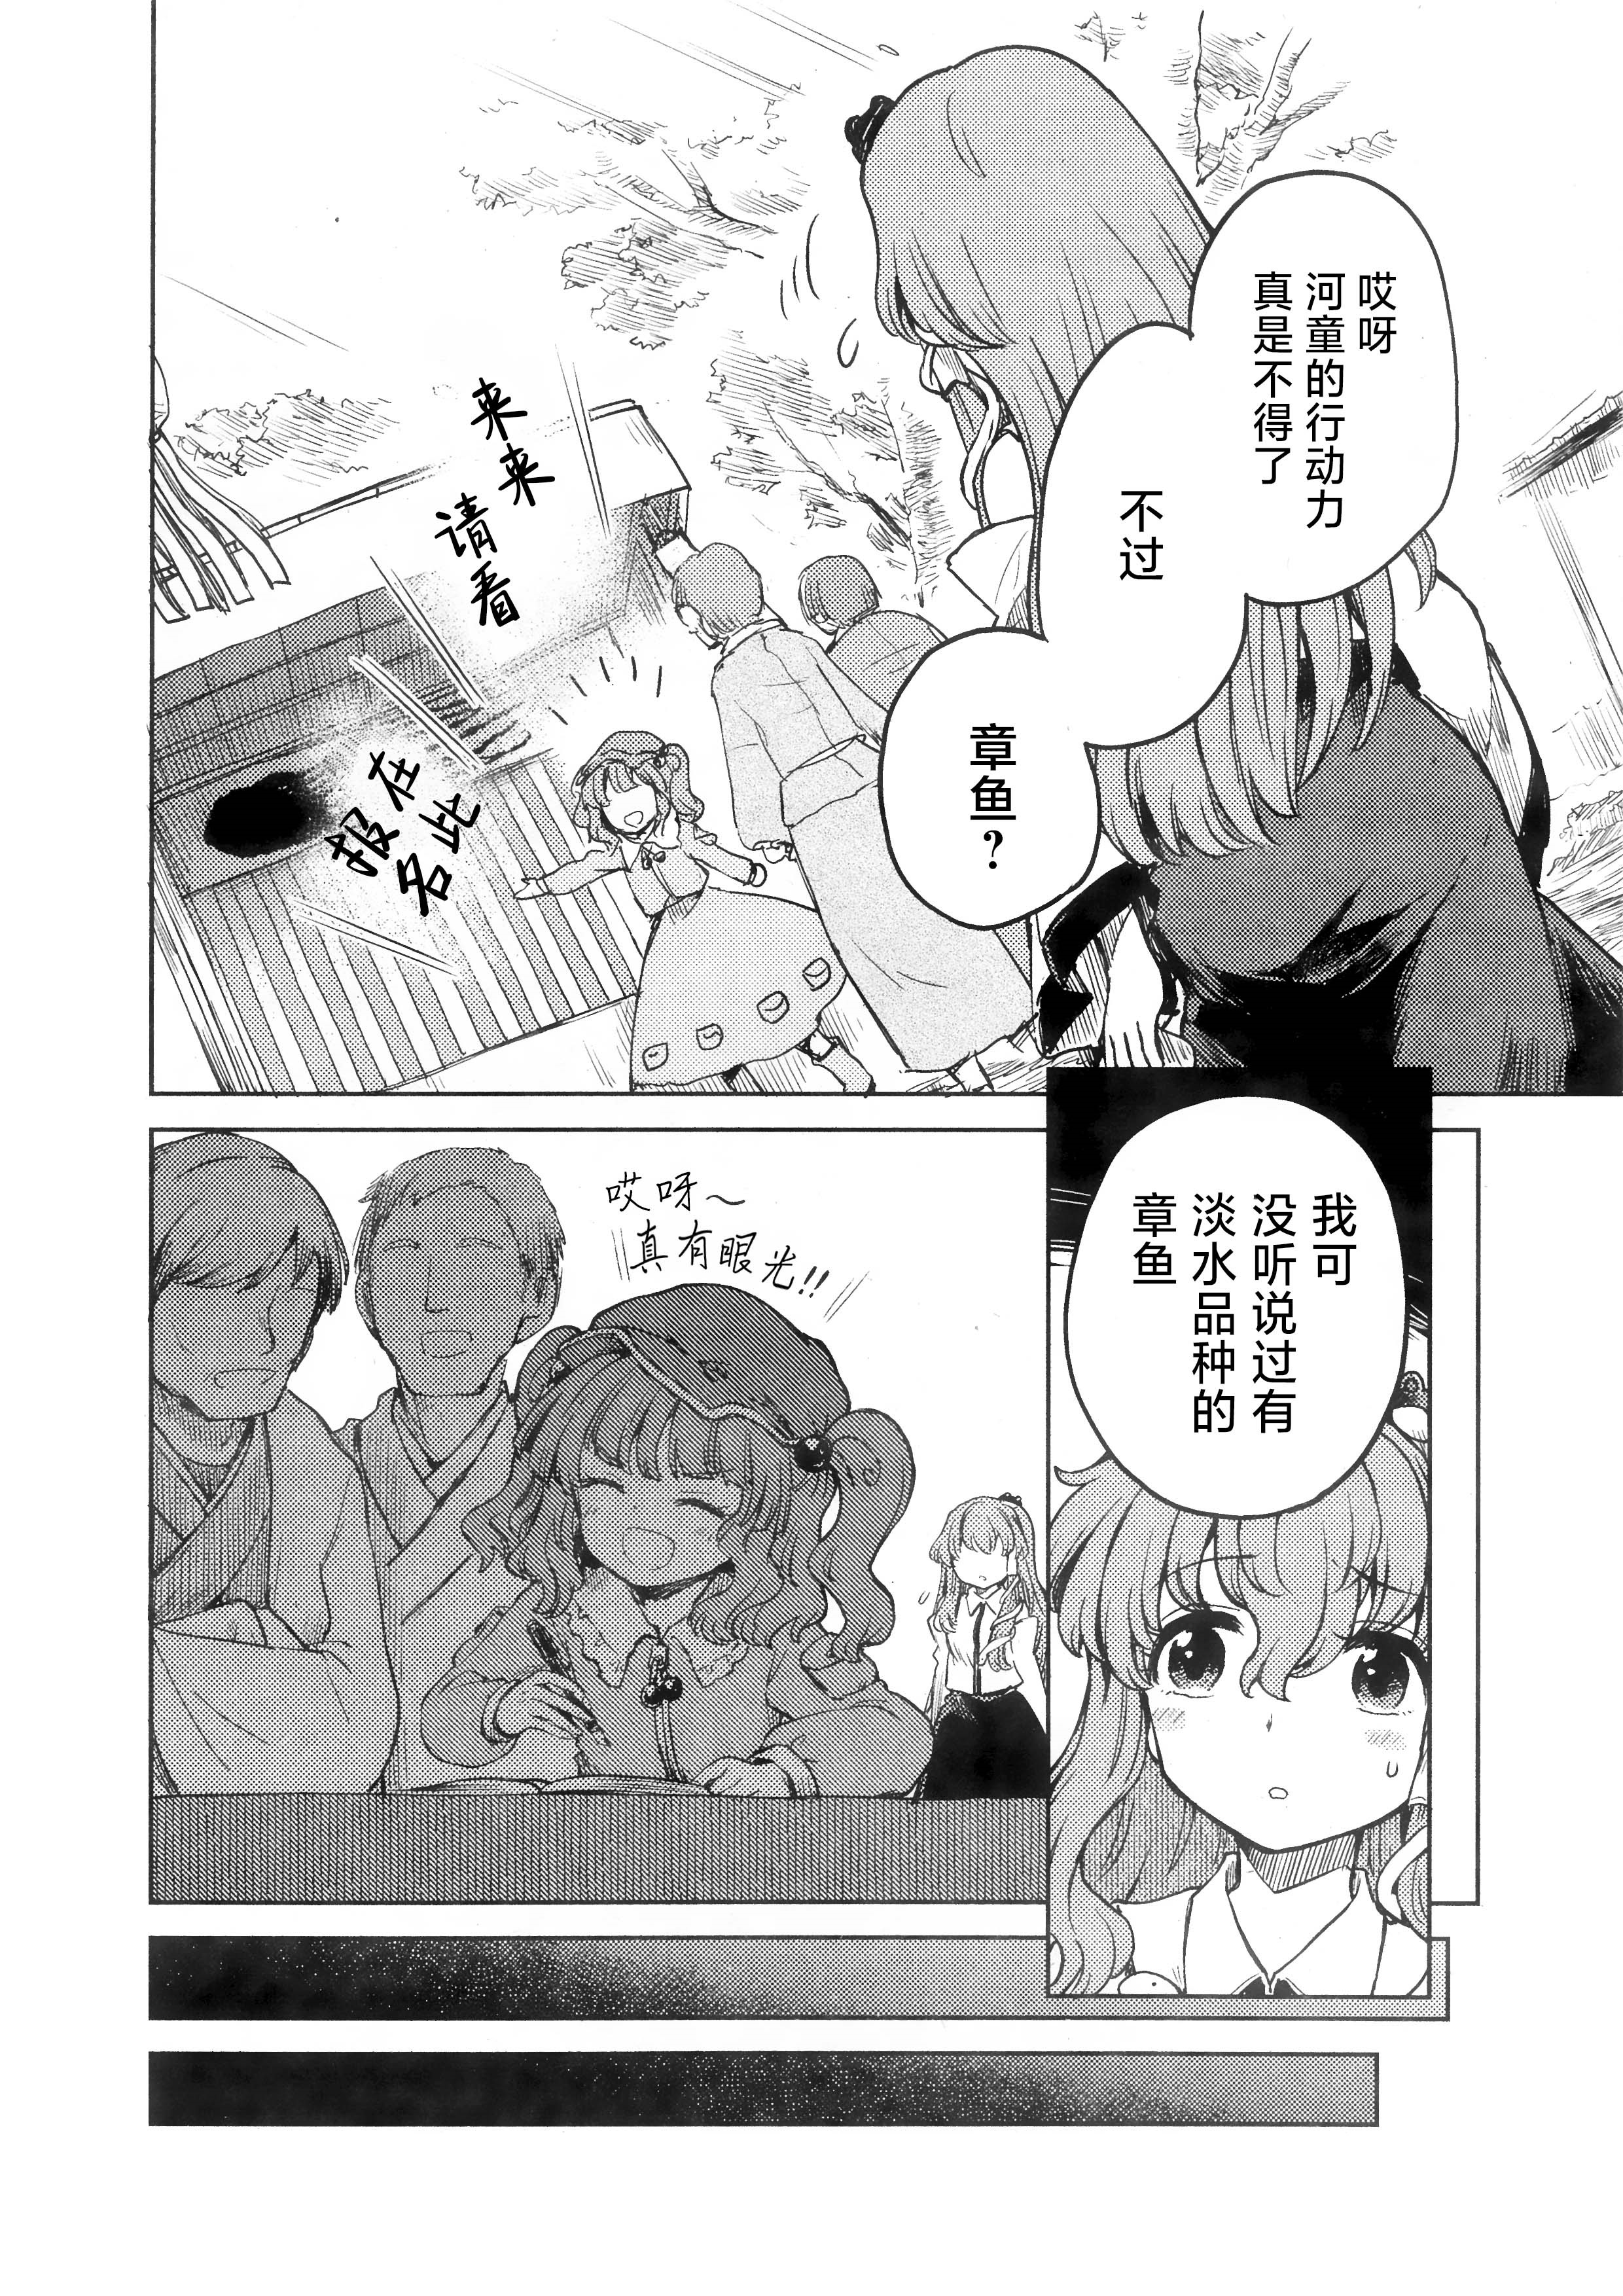 哎呀
河童的行动力
真是不得了
不过
章鱼?
来来
请看
在此
报名
我可
没听说过有
淡水品种的
章鱼
哎呀~
真有眼光!!